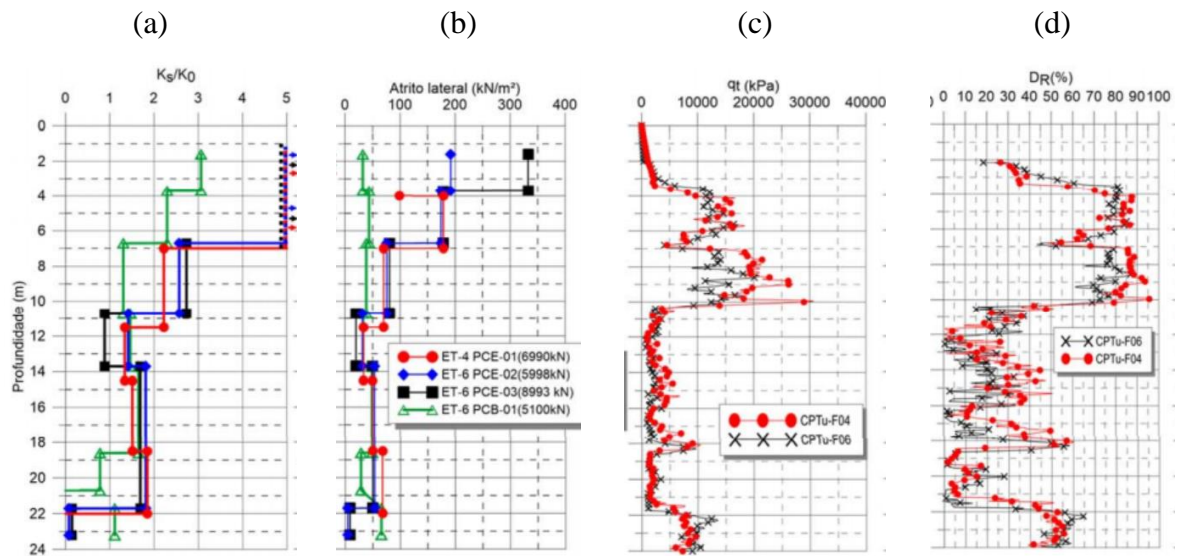 (a) (b) (c) (d)
Ks/K0
0 1 2 3 4 5
Atrito lateral (kN/m²)
0 100 200 300 400
qt (kPa)
0 10000 20000 30000 40000
DR(%)
0 10 20 30 40 50 60 70 80 90 100
Profundidade (m)
0
2
4
6
8
10
12
14
16
18
20
22
24
ET-4 PCE-01(6990kN)
ET-6 PCE-02(5998kN)
ET-6 PCE-03(8993 kN)
ET-6 PCB-01(5100kN)
CPTu-F04
CPTu-F06
CPTu-F06
CPTu-F04